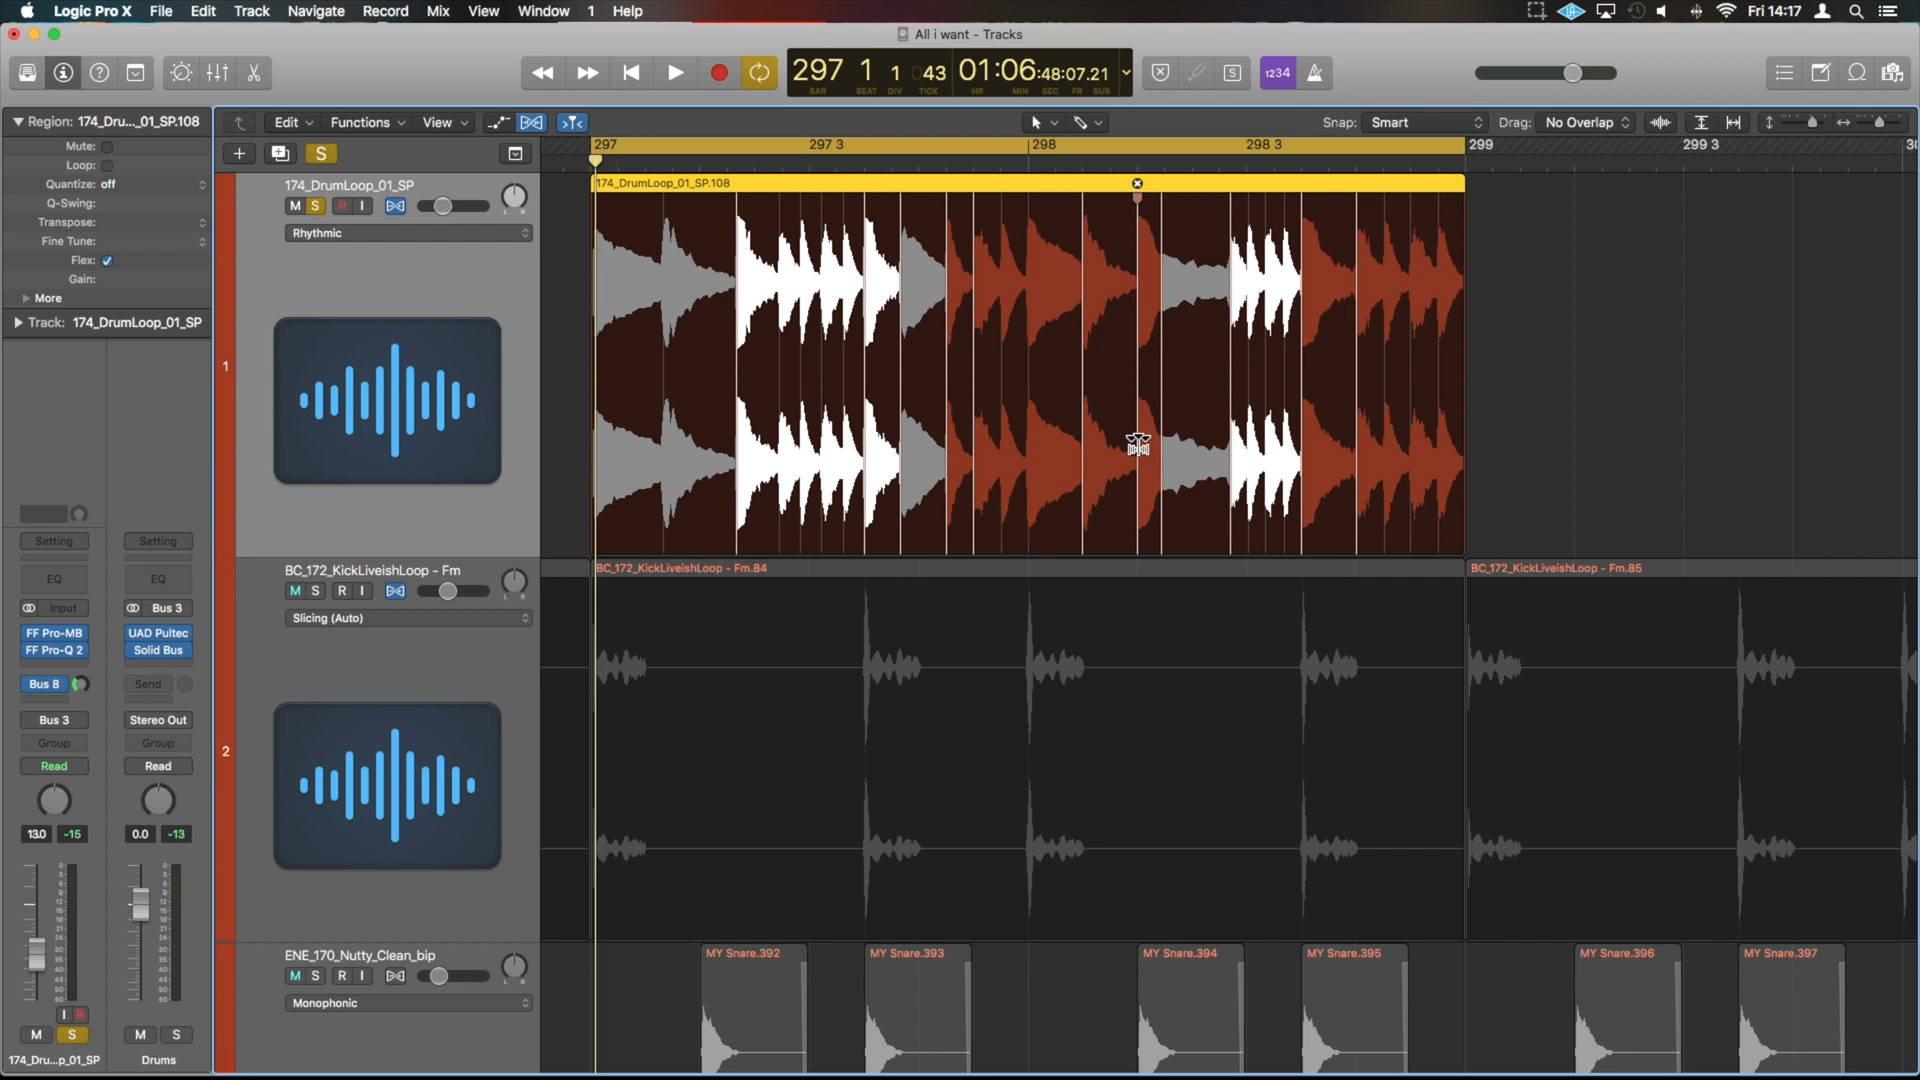 Logic Pro X File Edit Track Navigate Record Mix View Window 1 Help
Fri 14:17
All i want - Tracks
297 1 1 043 01:06:48:07.21
BAR BEAT DIV TICK HR MIN SEC FR SUB
1234
Region: 174_Dru..._01_SP.108
Mute:
Loop:
Quantize: off
Q-Swing:
Transpose:
Fine Tune:
Flex:
Gain:
More
Track: 174_DrumLoop_01_SP
Edit Functions View
Snap: Smart Drag: No Overlap
S
297 297 3 298 298 3 299 299 3 30
174_DrumLoop_01_SP
M S R I
L R
Rhythmic
1
174_DrumLoop_01_SP.108
BC_172_KickLiveishLoop - Fm
M S R I
L R
Slicing (Auto)
2
BC_172_KickLiveishLoop - Fm.84
BC_172_KickLiveishLoop - Fm.85
ENE_170_Nutty_Clean_bip
M S R I
L R
Monophonic
MY Snare.392
MY Snare.393
MY Snare.394
MY Snare.395
MY Snare.396
MY Snare.397
Setting Setting
EQ EQ
Input Bus 3
FF Pro-MB UAD Pultec
FF Pro-Q 2 Solid Bus
Bus 8 Send
Bus 3 Stereo Out
Group Group
Read Read
13.0 -15 0.0 -13
I R
M S M S
174_Dru...p_01_SP Drums